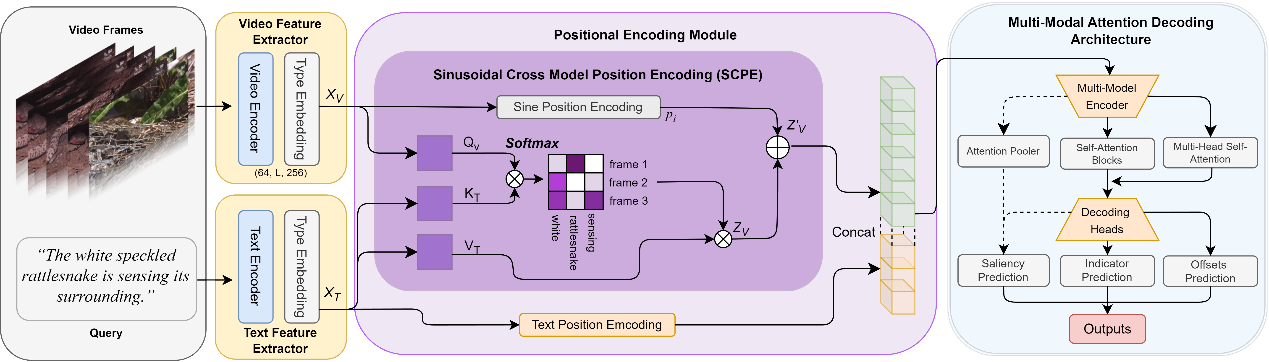 Video Frames
“The white speckled
rattlesnake is sensing its
surrounding.”
Query
Video Feature
Extractor
Video Encoder
Type Embedding
(64, L, 256)
Text Encoder
Type Embedding
Text Feature
Extractor
X_V
X_T
Positional Encoding Module
Sinusoidal Cross Model Position Encoding (SCPE)
Sine Position Encoding
p_i
Q_v
K_T
V_T
Softmax
frame 1
frame 2
frame 3
white
rattlesnake
sensing
Z_V
Z'_V
Text Position Emcoding
Concat
Multi-Modal Attention Decoding
Architecture
Multi-Model
Encoder
Attention Pooler
Self-Attention
Blocks
Multi-Head Self-
Attention
Decoding
Heads
Saliency
Prediction
Indicator
Prediction
Offsets
Prediction
Outputs